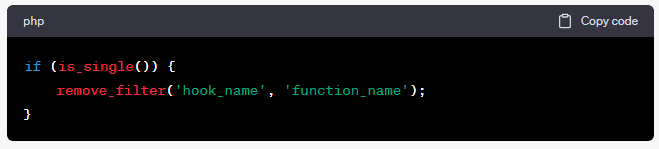 php
Copy code
if (is_single()) {
    remove_filter('hook_name', 'function_name');
}